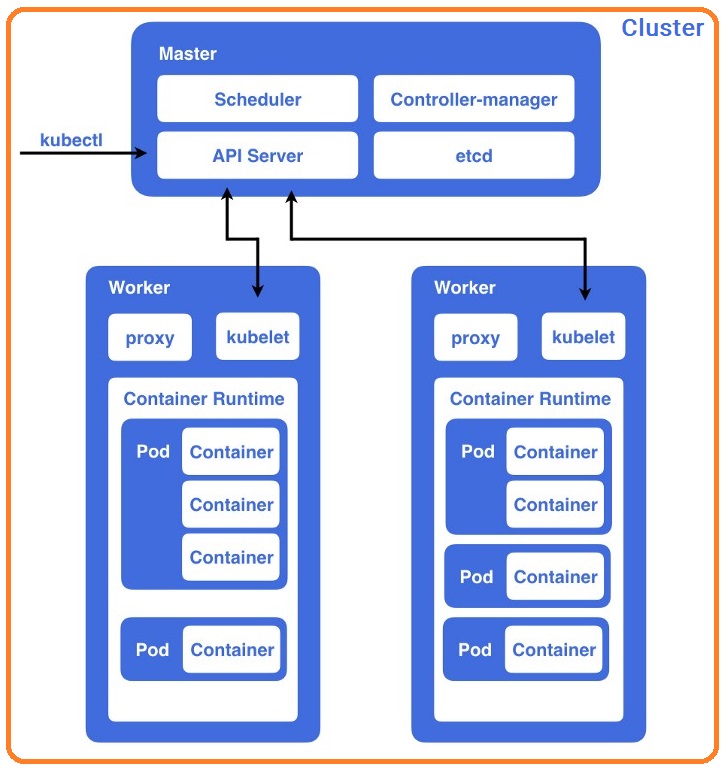 Cluster
Master
Scheduler
Controller-manager
kubectl
API Server
etcd
Worker
proxy
kubelet
Container Runtime
Pod
Container
Container
Container
Pod
Container
Worker
proxy
kubelet
Container Runtime
Pod
Container
Container
Pod
Container
Pod
Container